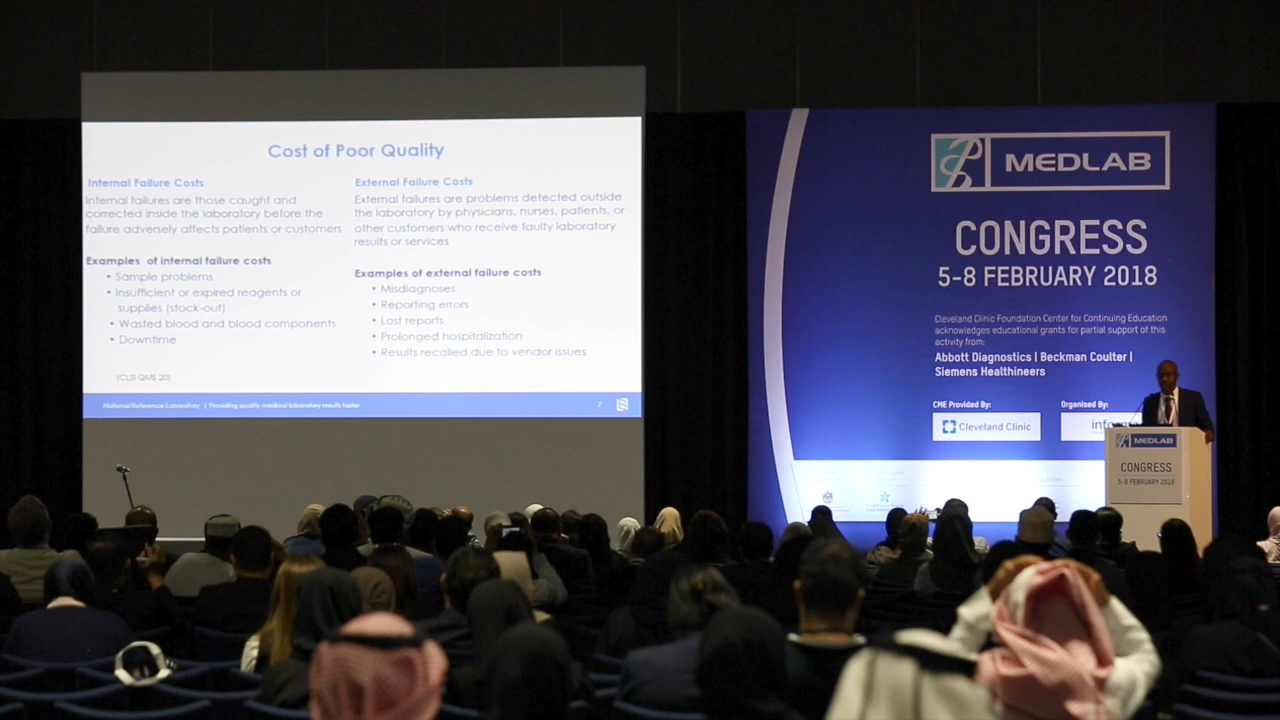 Cost of Poor Quality
Internal Failure Costs
Internal failures are those caught and
corrected inside the laboratory before the
failure adversely affects patients or customers
Examples of internal failure costs
• Sample problems
• Insufficient or expired reagents or
supplies (stock-out)
• Wasted blood and blood components
• Downtime
(CLSI QMS 20)
External Failure Costs
External failures are problems detected outside
the laboratory by physicians, nurses, patients, or
other customers who receive faulty laboratory
results or services
Examples of external failure costs
• Misdiagnoses
• Reporting errors
• Lost reports
• Prolonged hospitalization
• Results recalled due to vendor issues
National Reference Laboratory | Providing quality medical laboratory results faster
7
MEDLAB
CONGRESS
5-8 FEBRUARY 2018
Cleveland Clinic Foundation Center for Continuing Education
acknowledges educational grants for partial support of this
activity from:
Abbott Diagnostics | Beckman Coulter |
Siemens Healthineers
CME Provided By:
Cleveland Clinic
Organised By:
MEDLAB
CONGRESS
5-8 FEBRUARY 2018